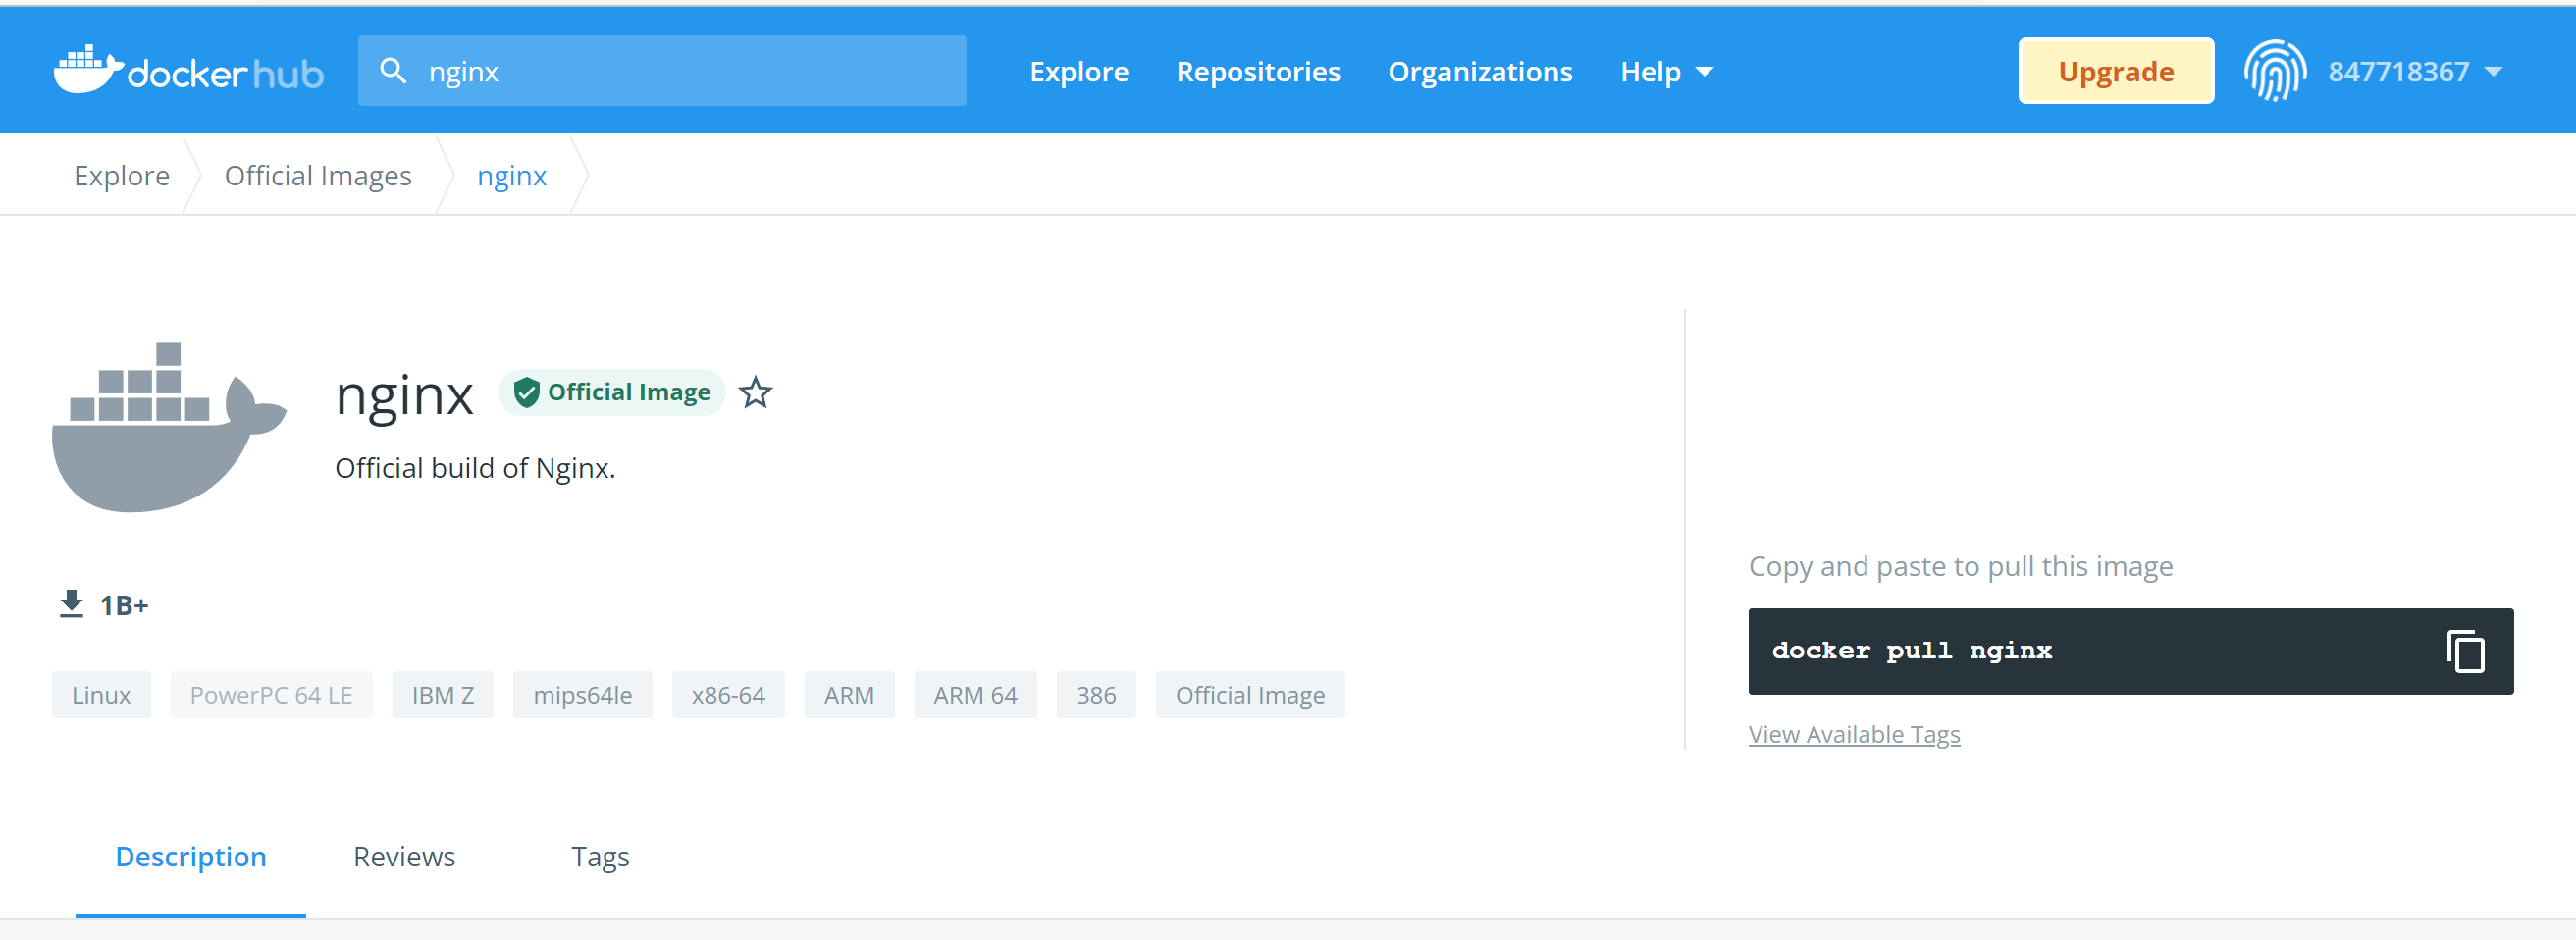 dockerhub nginx Explore Repositories Organizations Help Upgrade 847718367
Explore Official Images nginx
nginx Official Image
Official build of Nginx.
1B+
Linux PowerPC 64 LE IBM Z mips64le x86-64 ARM ARM 64 386 Official Image
Copy and paste to pull this image
docker pull nginx
View Available Tags
Description Reviews Tags